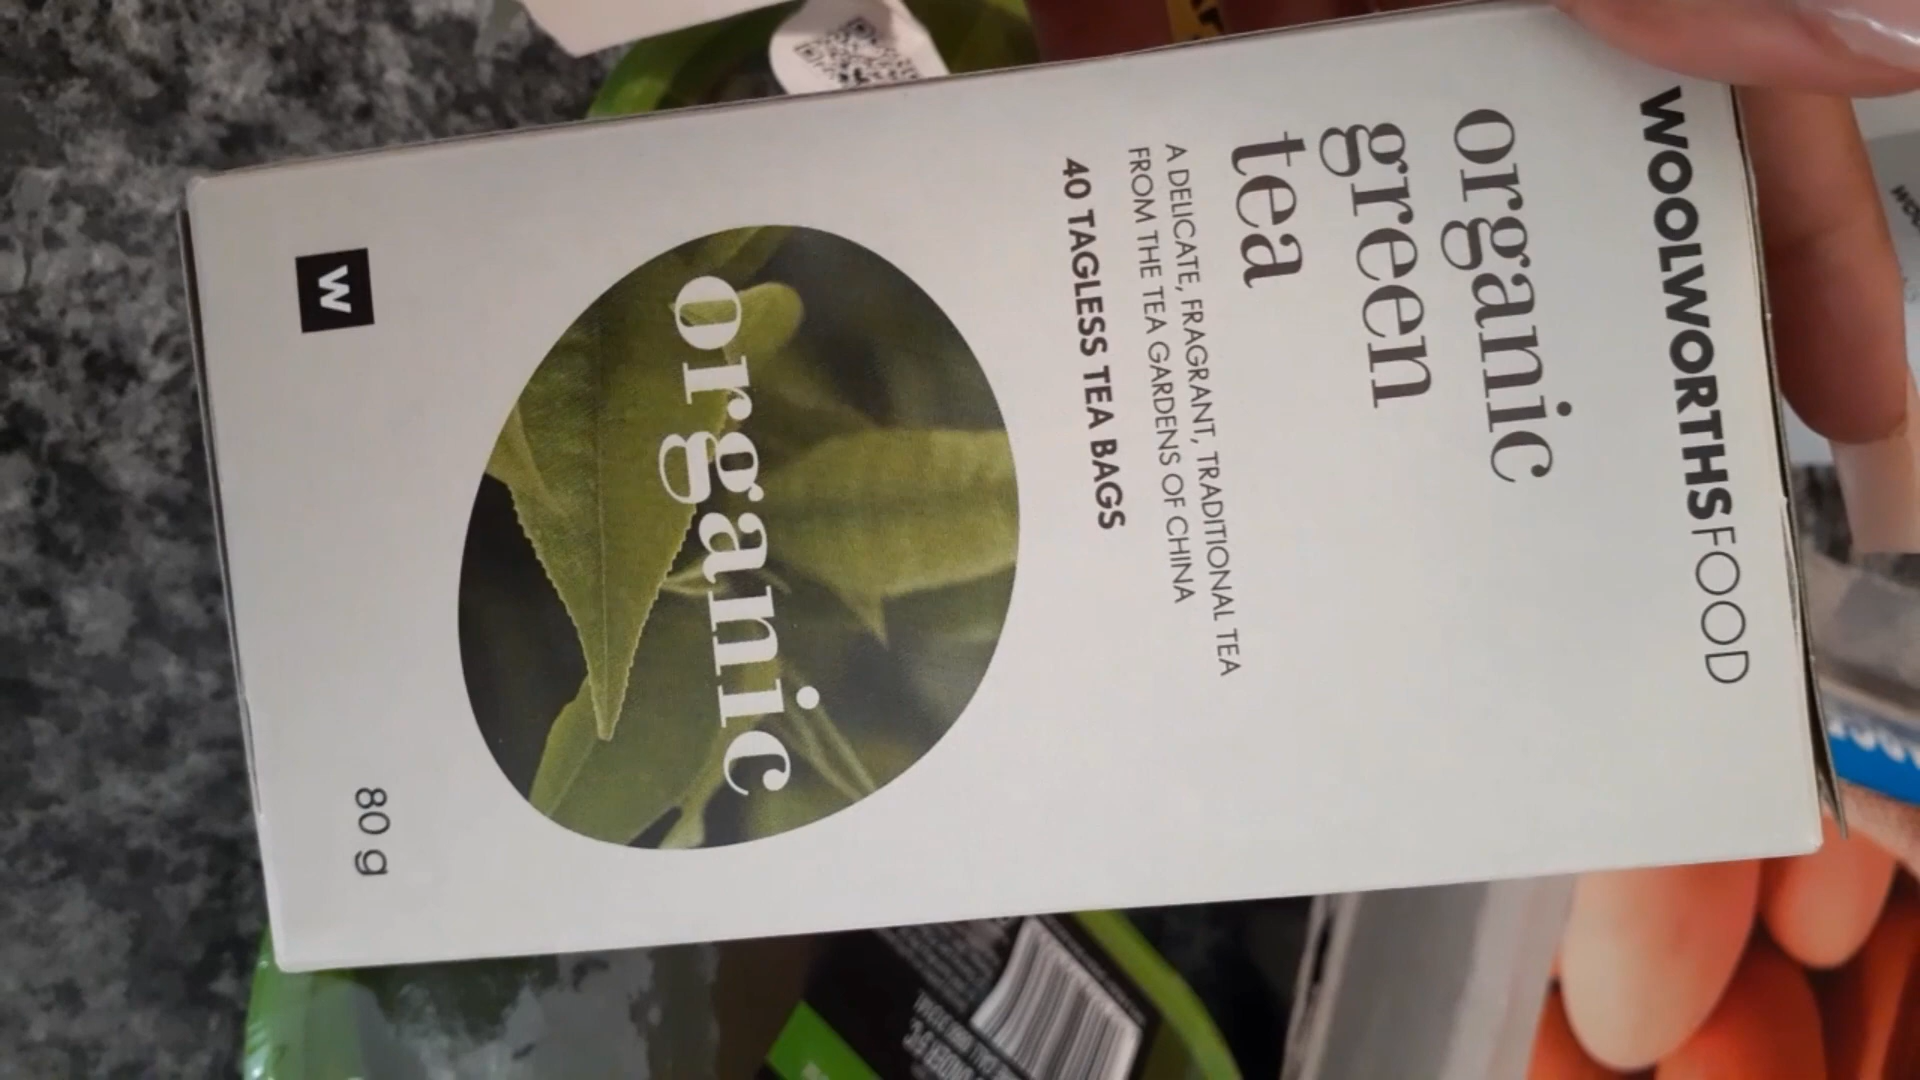 WOOLWORTHSFOOD
organic
green
tea
A DELICATE, FRAGRANT, TRADITIONAL TEA
FROM THE TEA GARDENS OF CHINA
40 TAGLESS TEA BAGS
organic
W
80 g